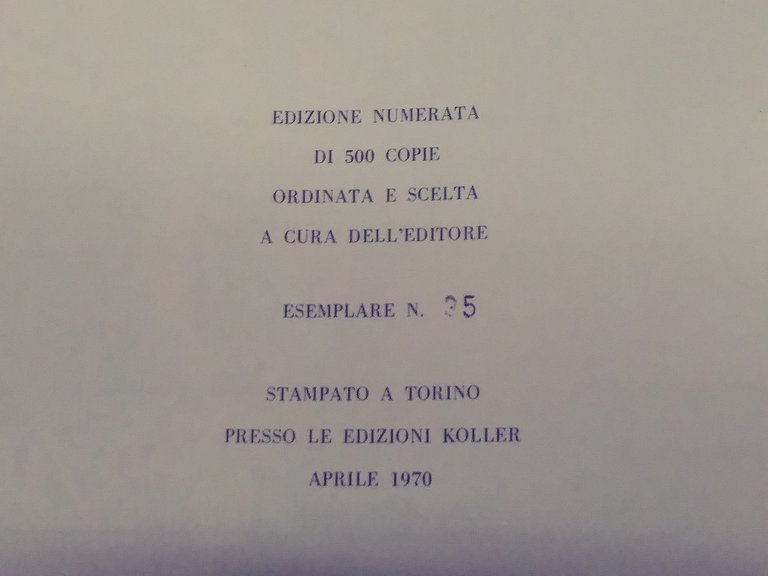 EDIZIONE NUMERATA
DI 500 COPIE
ORDINATA E SCELTA
A CURA DELL'EDITORE
ESEMPLARE N. 35
STAMPATO A TORINO
PRESSO LE EDIZIONI KOLLER
APRILE 1970